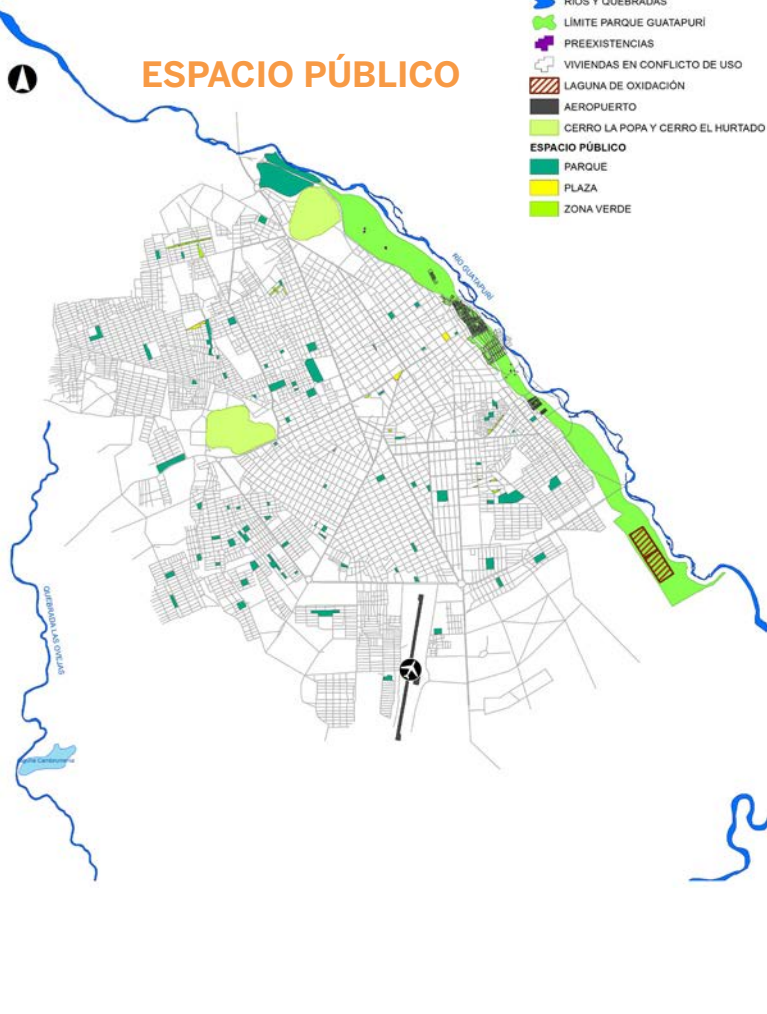 RÍOS Y QUEBRADAS
LÍMITE PARQUE GUATAPURÍ
PREEXISTENCIAS
VIVIENDAS EN CONFLICTO DE USO
LAGUNA DE OXIDACIÓN
AEROPUERTO
CERRO LA POPA Y CERRO EL HURTADO
ESPACIO PÚBLICO
PARQUE
PLAZA
ZONA VERDE
ESPACIO PÚBLICO
RÍO GUATAPURÍ
QUEBRADA LAS OVEJAS